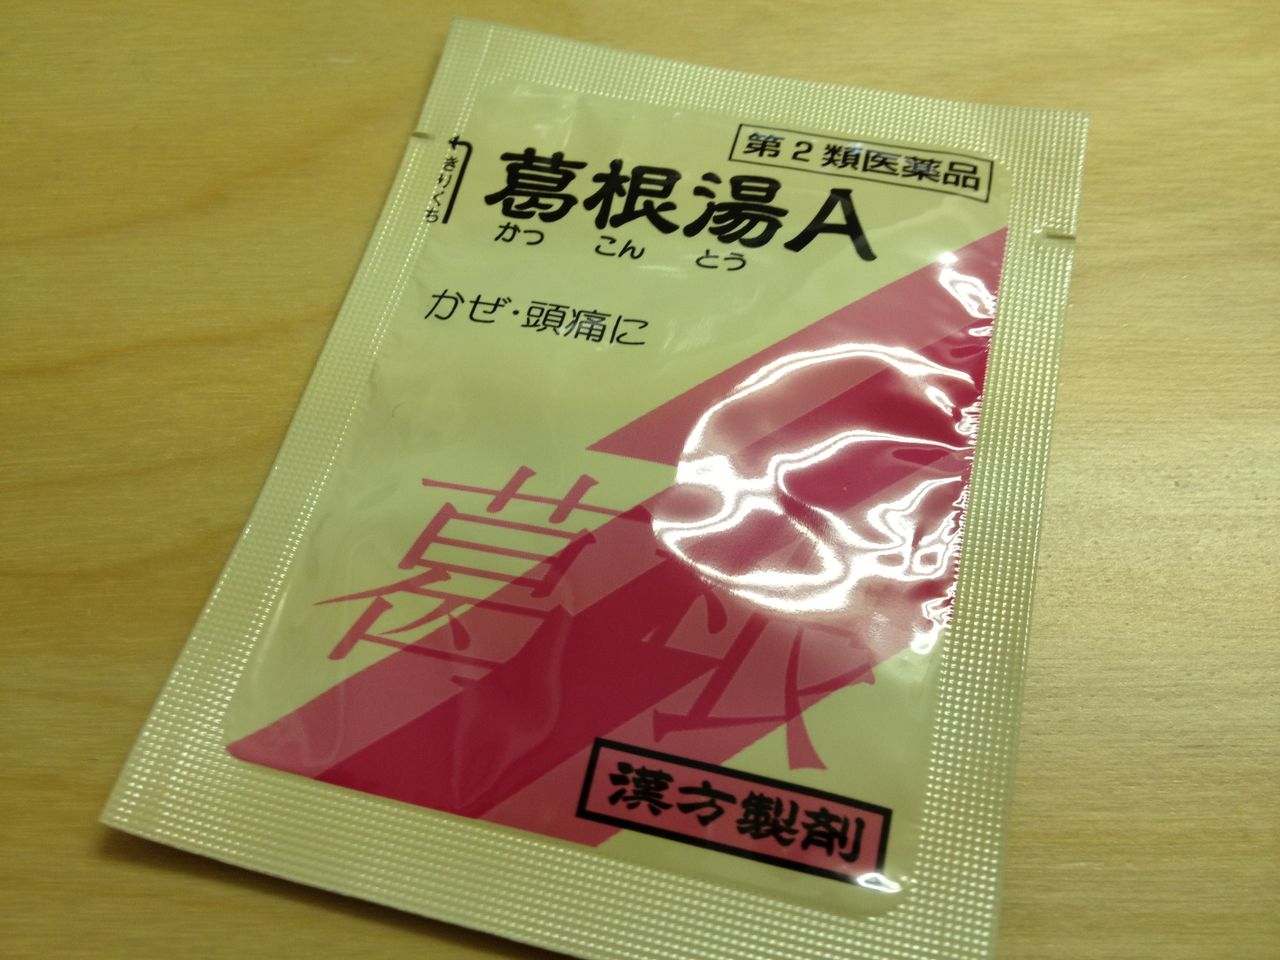 第2類医薬品
きりくち
葛根湯A
かっ こん とう
かぜ・頭痛に
葛根
漢方製剤